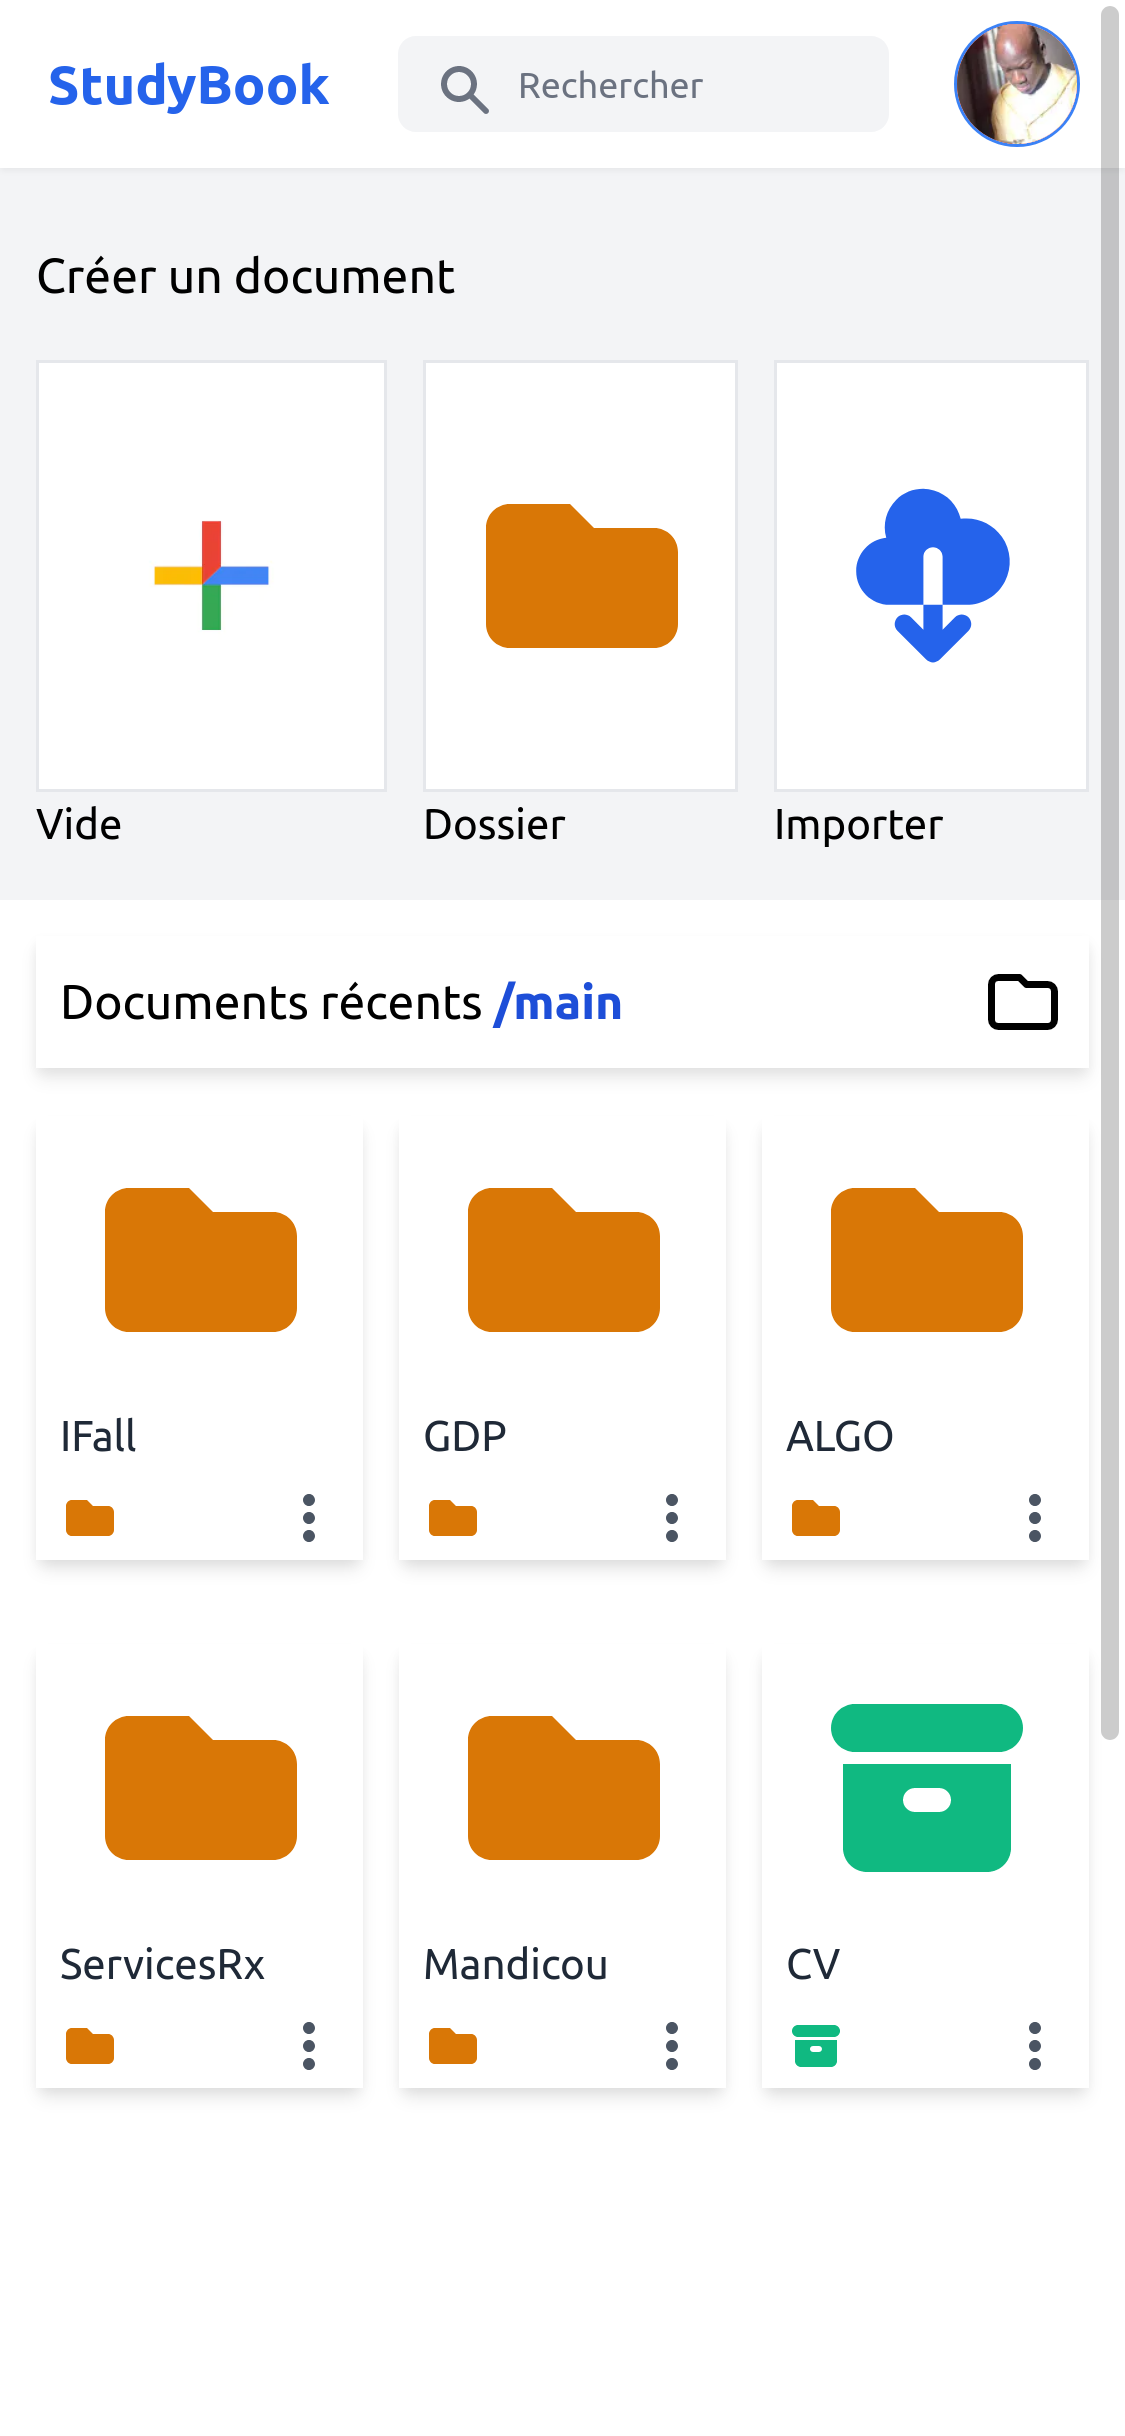 StudyBook
Rechercher
Créer un document
Vide
Dossier
Importer
Documents récents /main
IFall
GDP
ALGO
ServicesRx
Mandicou
CV